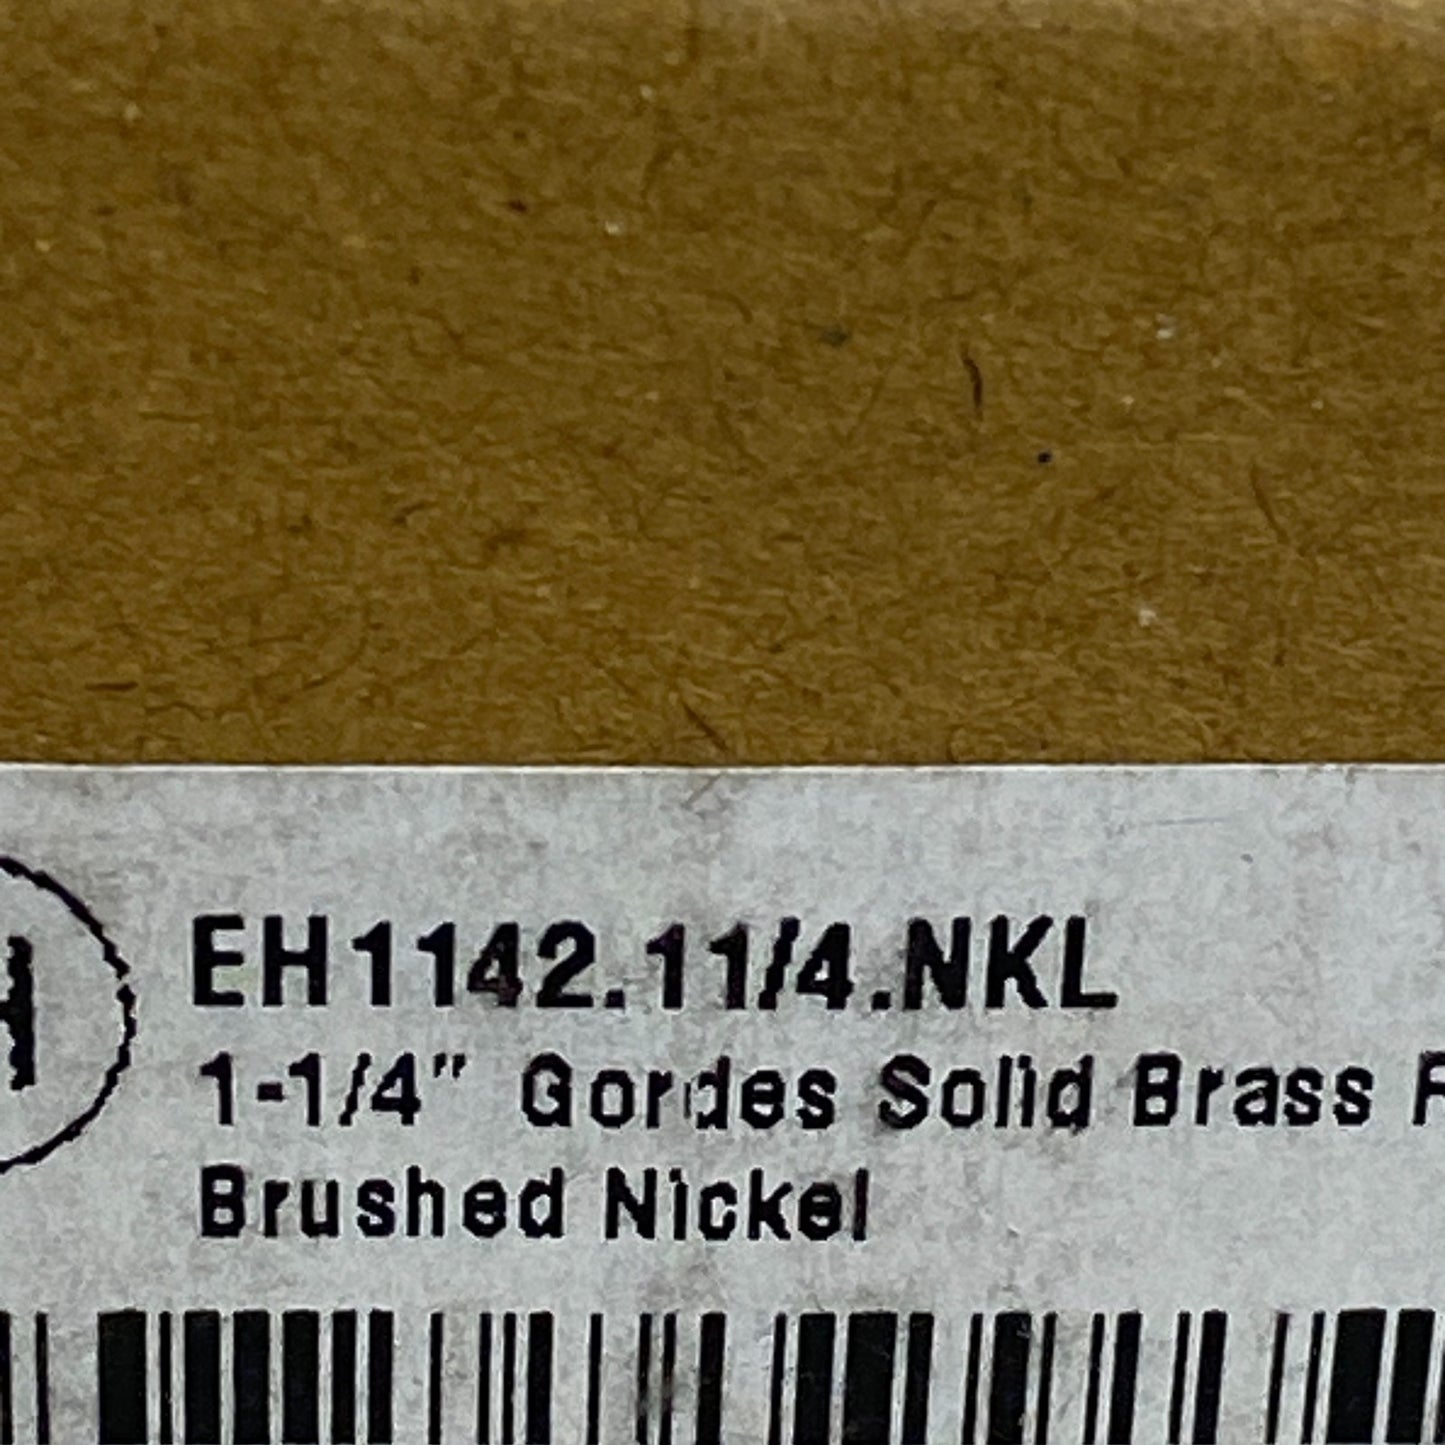 EH1142.11/4.NKL
1-1/4" Gordes Solid Brass
Brushed Nickel